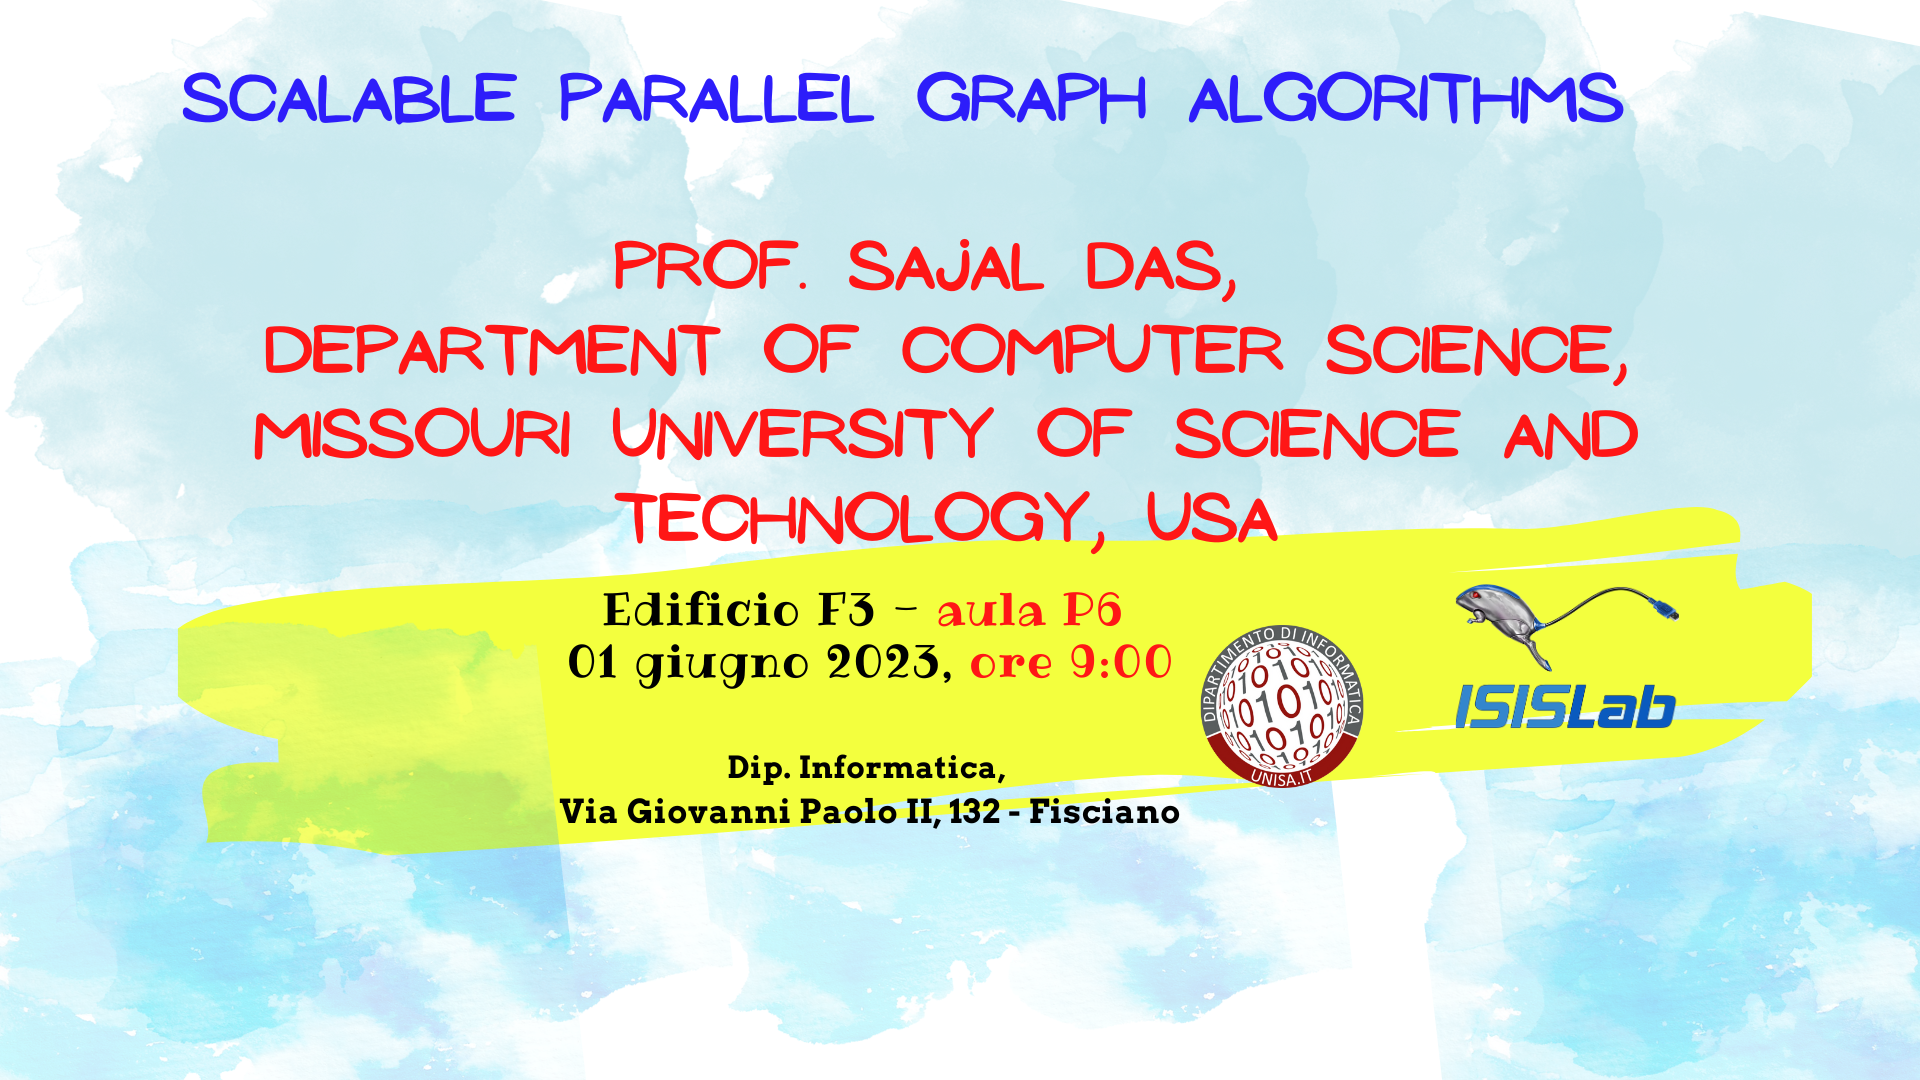 SCALABLE PARALLEL GRAPH ALGORITHMS
PROF. SAJAL DAS,
DEPARTMENT OF COMPUTER SCIENCE,
MISSOURI UNIVERSITY OF SCIENCE AND
TECHNOLOGY, USA
Edificio F3 – aula P6
01 giugno 2023, ore 9:00
Dip. Informatica,
Via Giovanni Paolo II, 132 - Fisciano
DIPARTIMENTO DI INFORMATICA
UNISA.IT
ISISLab